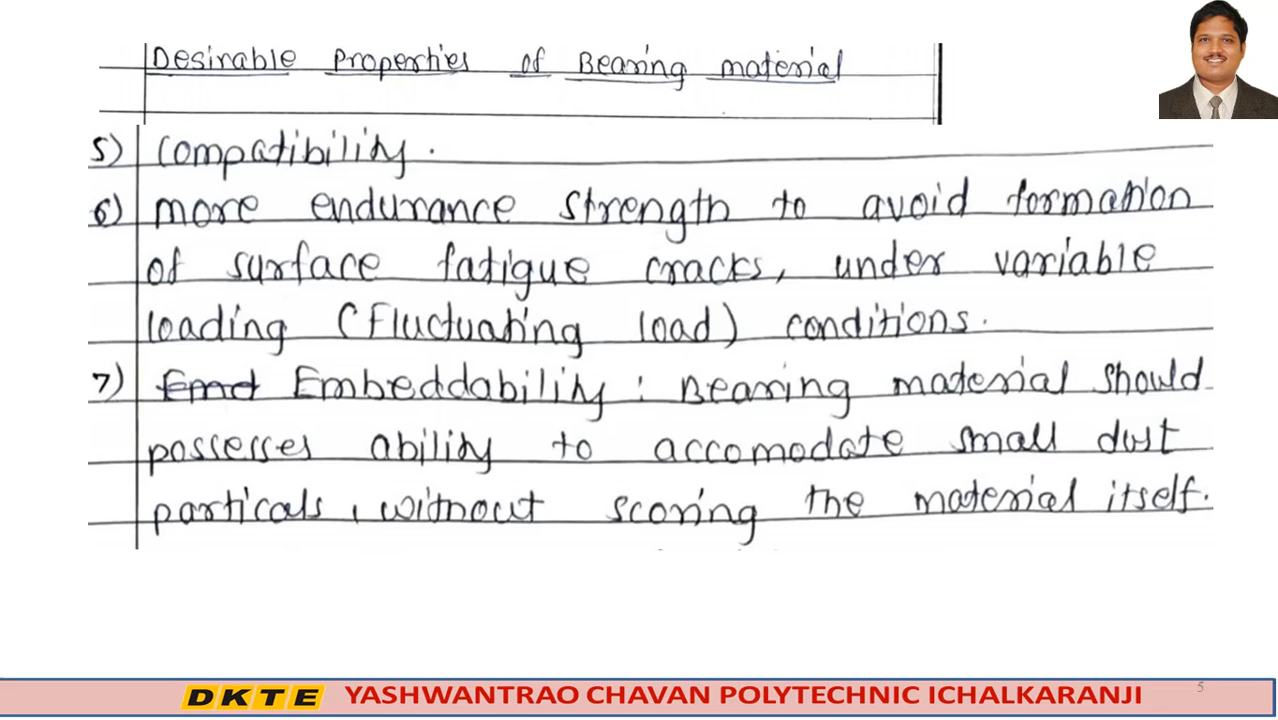 Desirable Properties of Bearing material
5) Compatibility.
6) more endurance strength to avoid formation
of surface fatigue cracks, under variable
loading (Fluctuating load) conditions.
7) Emd Embeddability : Bearing material should
possesses ability to accomodate small dust
particals, without scoring the material itself.
DKTE YASHWANTRAO CHAVAN POLYTECHNIC ICHALKARANJI 5